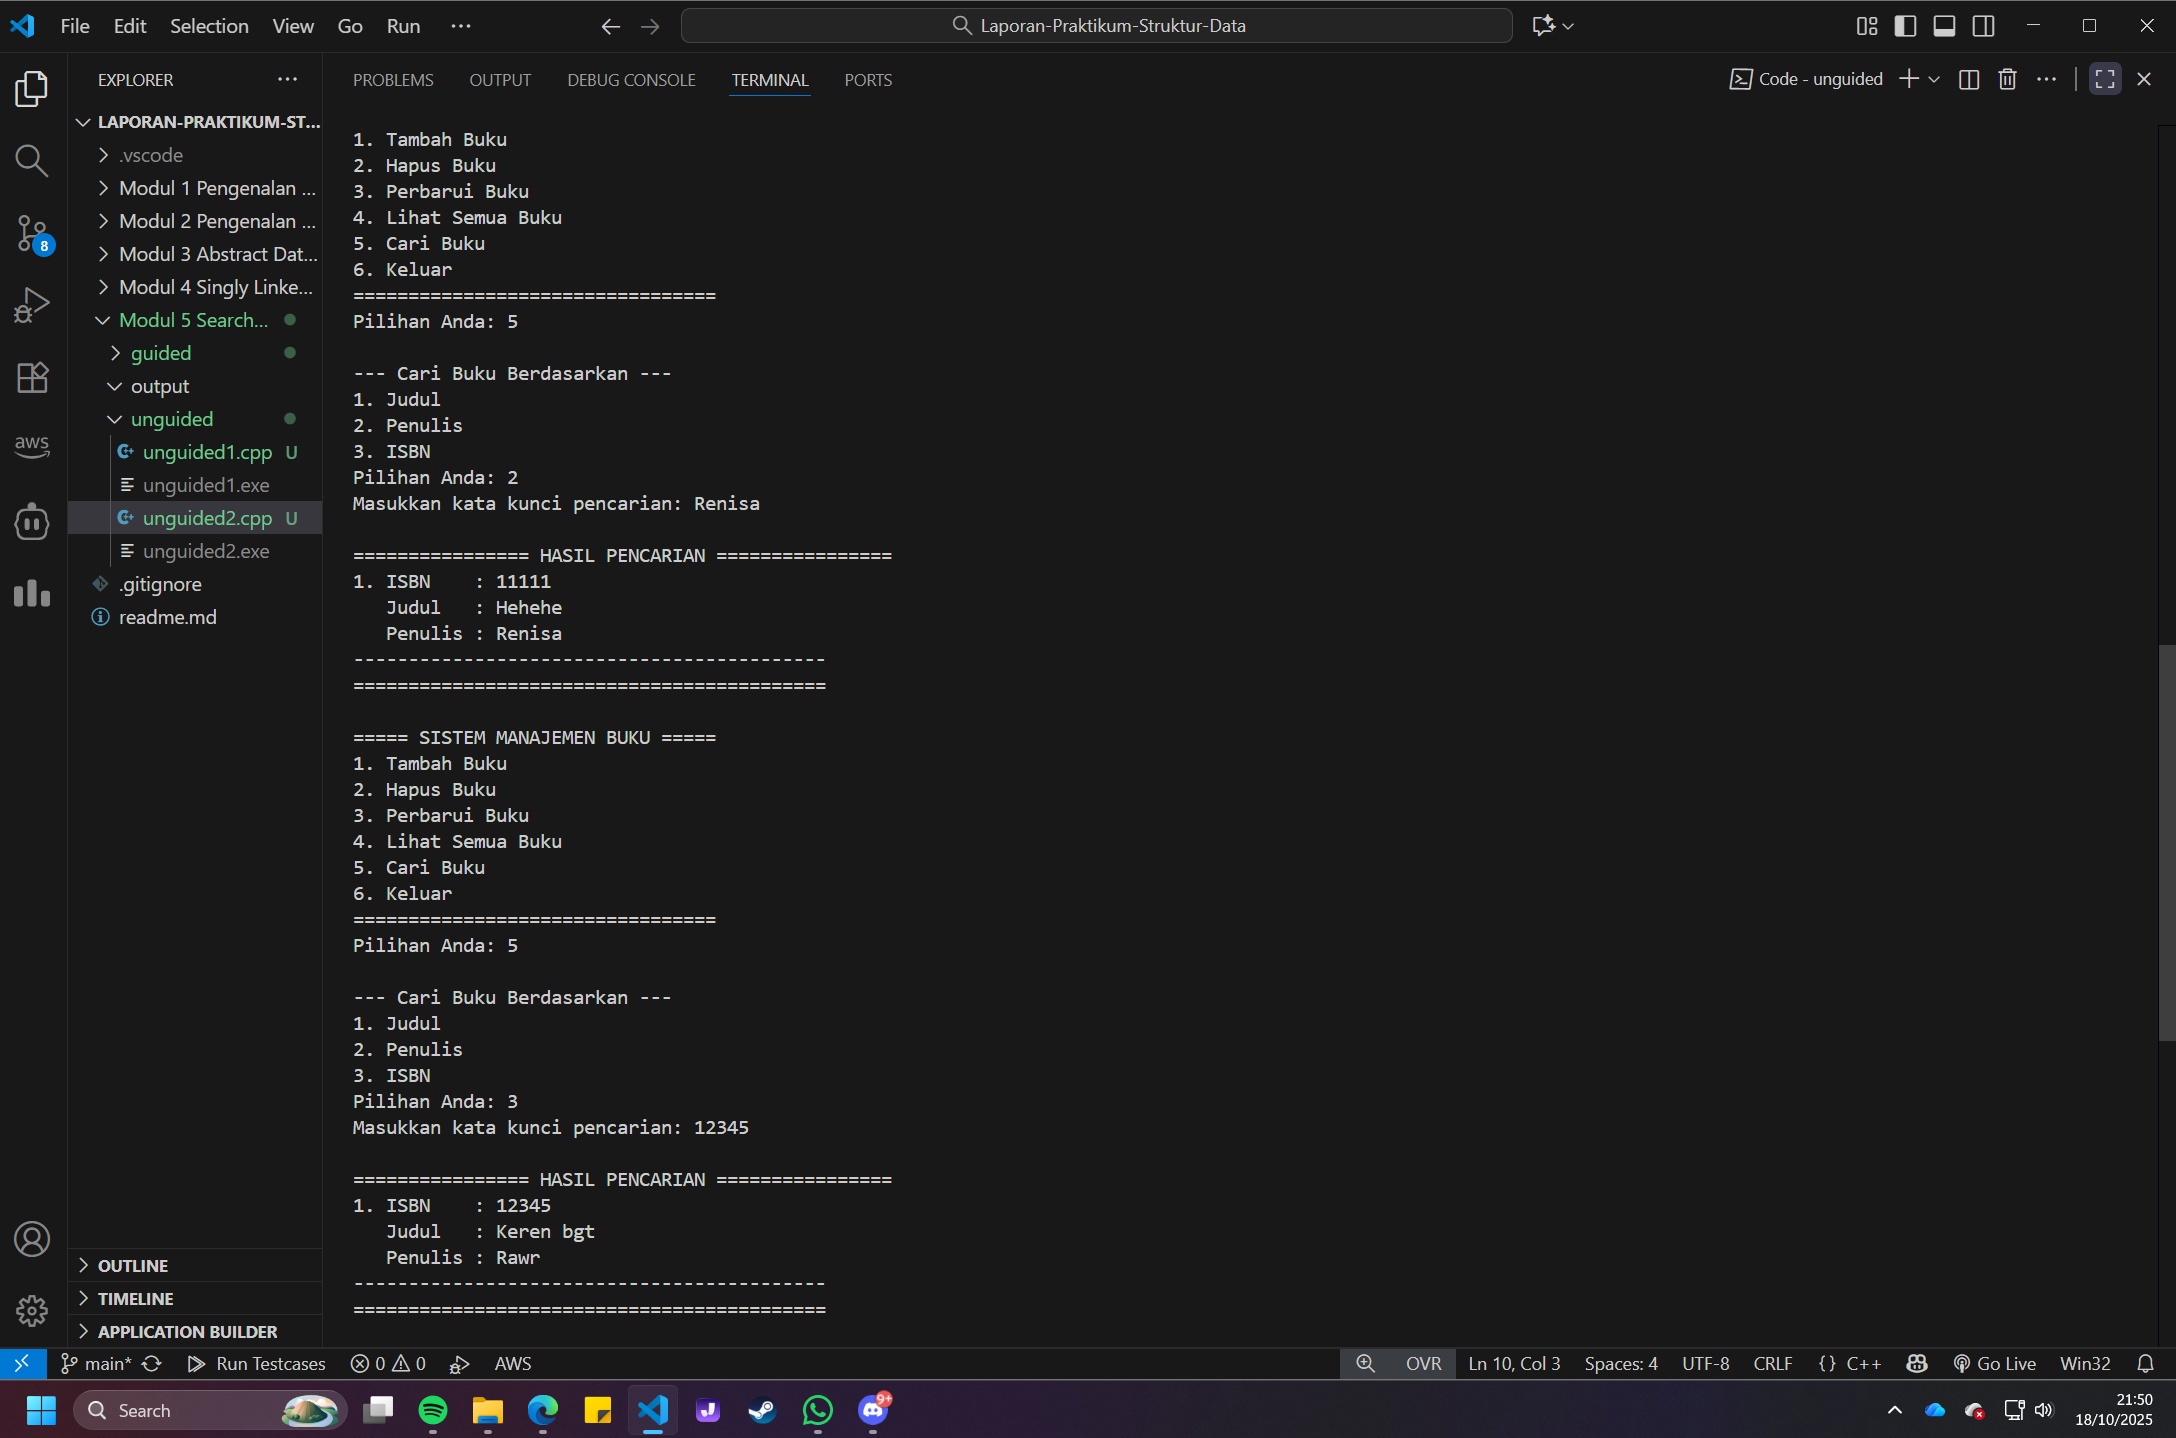 File Edit Selection View Go Run ···
Laporan-Praktikum-Struktur-Data
EXPLORER
LAPORAN-PRAKTIKUM-ST...
.vscode
Modul 1 Pengenalan ...
Modul 2 Pengenalan ...
Modul 3 Abstract Dat...
Modul 4 Singly Linke...
Modul 5 Search...
guided
output
unguided
unguided1.cpp U
unguided1.exe
unguided2.cpp U
unguided2.exe
.gitignore
readme.md
8
aws
OUTLINE
TIMELINE
APPLICATION BUILDER
PROBLEMS OUTPUT DEBUG CONSOLE TERMINAL PORTS
Code - unguided
1. Tambah Buku
2. Hapus Buku
3. Perbarui Buku
4. Lihat Semua Buku
5. Cari Buku
6. Keluar
=================================
Pilihan Anda: 5
--- Cari Buku Berdasarkan ---
1. Judul
2. Penulis
3. ISBN
Pilihan Anda: 2
Masukkan kata kunci pencarian: Renisa
================ HASIL PENCARIAN ================
1. ISBN    : 11111
   Judul   : Hehehe
   Penulis : Renisa
-------------------------------------------
===========================================
===== SISTEM MANAJEMEN BUKU =====
1. Tambah Buku
2. Hapus Buku
3. Perbarui Buku
4. Lihat Semua Buku
5. Cari Buku
6. Keluar
=================================
Pilihan Anda: 5
--- Cari Buku Berdasarkan ---
1. Judul
2. Penulis
3. ISBN
Pilihan Anda: 3
Masukkan kata kunci pencarian: 12345
================ HASIL PENCARIAN ================
1. ISBN    : 12345
   Judul   : Keren bgt
   Penulis : Rawr
-------------------------------------------
===========================================
main* Run Testcases 0 0 AWS OVR Ln 10, Col 3 Spaces: 4 UTF-8 CRLF {} C++ Go Live Win32
Search 9+ 21:50
18/10/2025